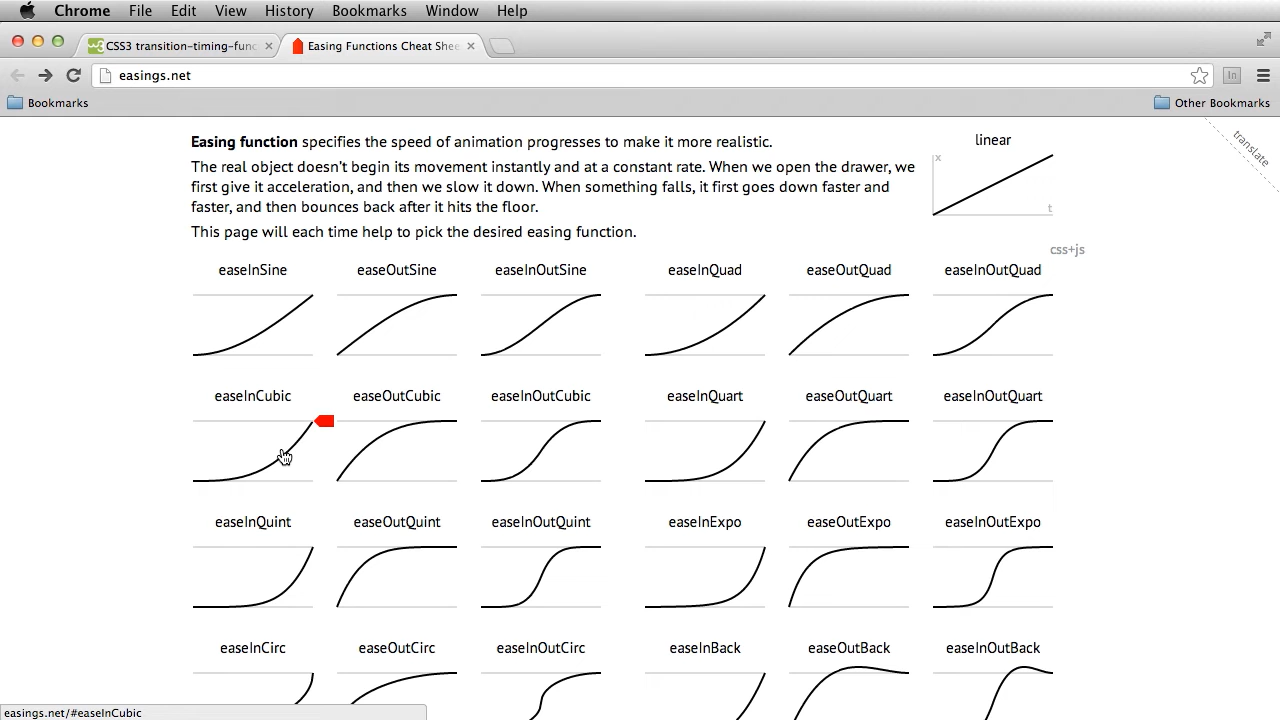 Chrome File Edit View History Bookmarks Window Help
CSS3 transition-timing-func
Easing Functions Cheat Shee
easings.net
Bookmarks
Other Bookmarks
translate
Easing function specifies the speed of animation progresses to make it more realistic.
The real object doesn't begin its movement instantly and at a constant rate. When we open the drawer, we
first give it acceleration, and then we slow it down. When something falls, it first goes down faster and
faster, and then bounces back after it hits the floor.
This page will each time help to pick the desired easing function.
linear
x
t
css+js
easeInSine easeOutSine easeInOutSine easeInQuad easeOutQuad easeInOutQuad
easeInCubic easeOutCubic easeInOutCubic easeInQuart easeOutQuart easeInOutQuart
easeInQuint easeOutQuint easeInOutQuint easeInExpo easeOutExpo easeInOutExpo
easeInCirc easeOutCirc easeInOutCirc easeInBack easeOutBack easeInOutBack
easings.net/#easeInCubic